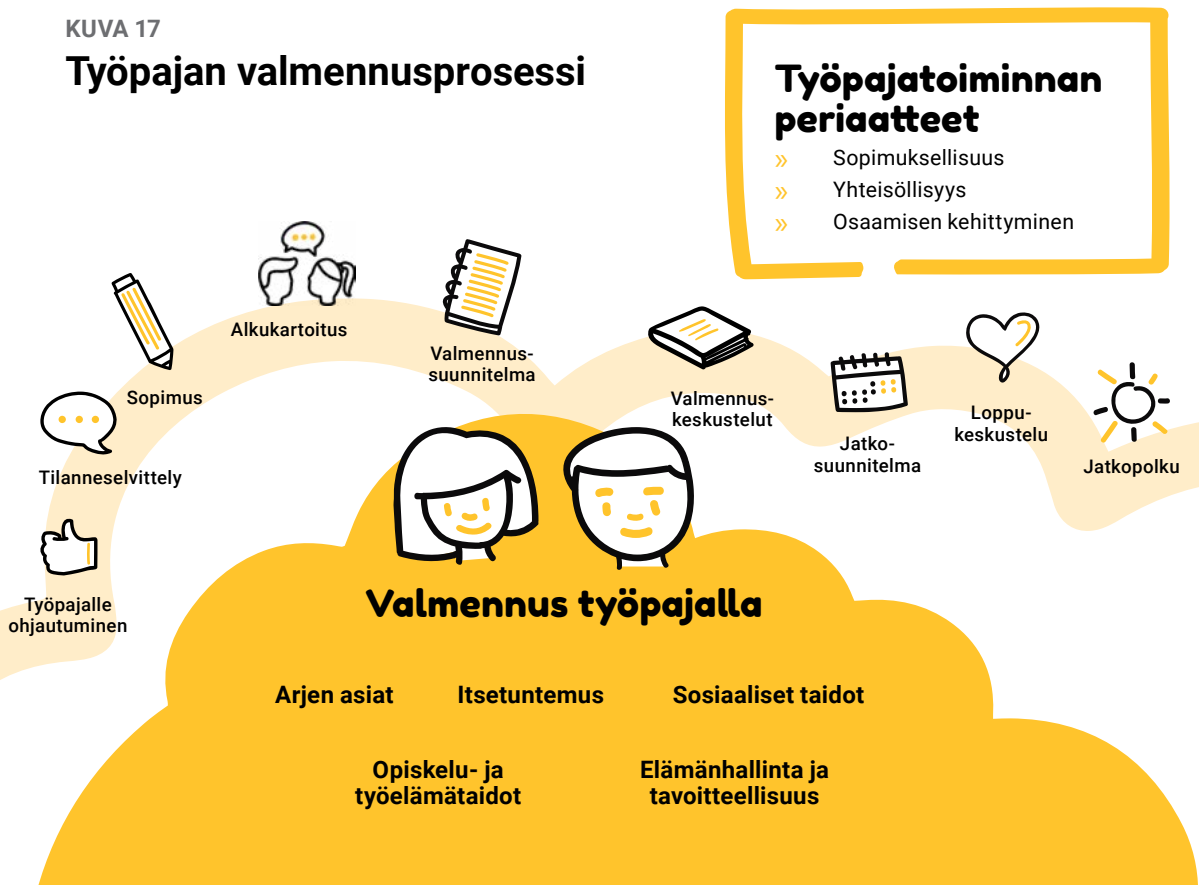 KUVA 17
Työpajan valmennusprosessi
Työpajatoiminnan
periaatteet
» Sopimuksellisuus
» Yhteisöllisyys
» Osaamisen kehittyminen
Työpajalle
ohjautuminen
Tilanneselvittely
Sopimus
Alkukartoitus
Valmennus-
suunnitelma
Valmennus-
keskustelut
Jatko-
suunnitelma
Loppu-
keskustelu
Jatkopolku
Valmennus työpajalla
Arjen asiat
Itsetuntemus
Sosiaaliset taidot
Opiskelu- ja
työelämätaidot
Elämänhallinta ja
tavoitteellisuus